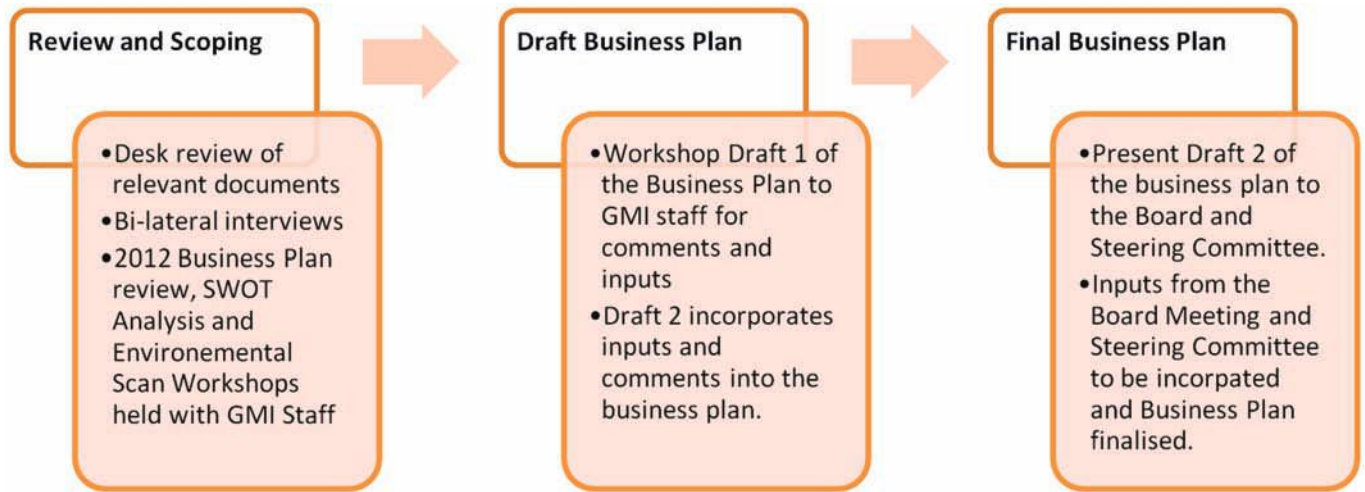 Review and Scoping
•Desk review of
relevant documents
•Bi-lateral interviews
•2012 Business Plan
review, SWOT
Analysis and
Environemental
Scan Workshops
held with GMI Staff
Draft Business Plan
•Workshop Draft 1 of
the Business Plan to
GMI staff for
comments and
inputs
•Draft 2 incorporates
inputs and
comments into the
business plan.
Final Business Plan
•Present Draft 2 of
the business plan to
the Board and
Steering Committee.
•Inputs from the
Board Meeting and
Steering Committee
to be incorpated
and Business Plan
finalised.